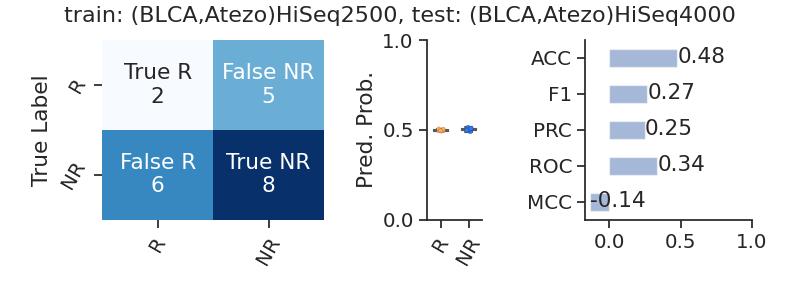 train: (BLCA,Atezo)HiSeq2500, test: (BLCA,Atezo)HiSeq4000
True Label
R
NR
True R
2
False NR
5
False R
6
True NR
8
R
NR
Pred. Prob.
1.0
0.5
0.0
R
NR
ACC
0.48
F1
0.27
PRC
0.25
ROC
0.34
MCC
-0.14
0.0
0.5
1.0